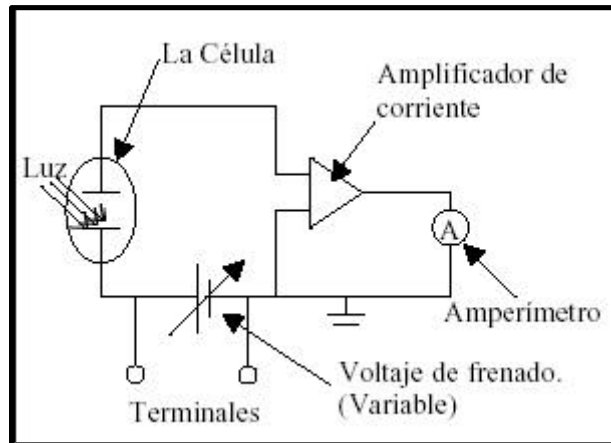 La Célula
Amplificador de
corriente
Luz
A
Amperímetro
Voltaje de frenado.
(Variable)
Terminales